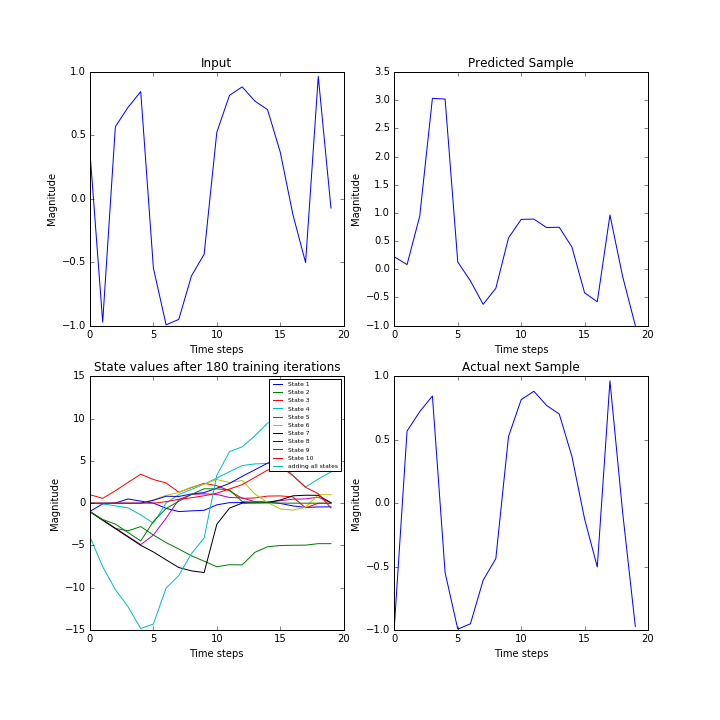 Input
1.0
0.5
0.0
−0.5
−1.0
0 5 10 15 20
Magnitude
Time steps
Predicted Sample
3.5
3.0
2.5
2.0
1.5
1.0
0.5
0.0
−0.5
−1.0
0 5 10 15 20
Magnitude
Time steps
State values after 180 training iterations
15
10
5
0
−5
−10
−15
0 5 10 15 20
Magnitude
Time steps
State 1
State 2
State 3
State 4
State 5
State 6
State 7
State 8
State 9
State 10
adding all states
Actual next Sample
1.0
0.5
0.0
−0.5
−1.0
0 5 10 15 20
Magnitude
Time steps